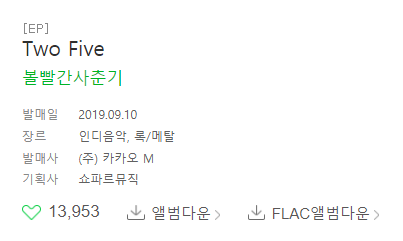 [EP]
Two Five
볼빨간사춘기
발매일 2019.09.10
장르 인디음악, 록/메탈
발매사 (주) 카카오 M
기획사 쇼파르뮤직
13,953 앨범다운 FLAC앨범다운